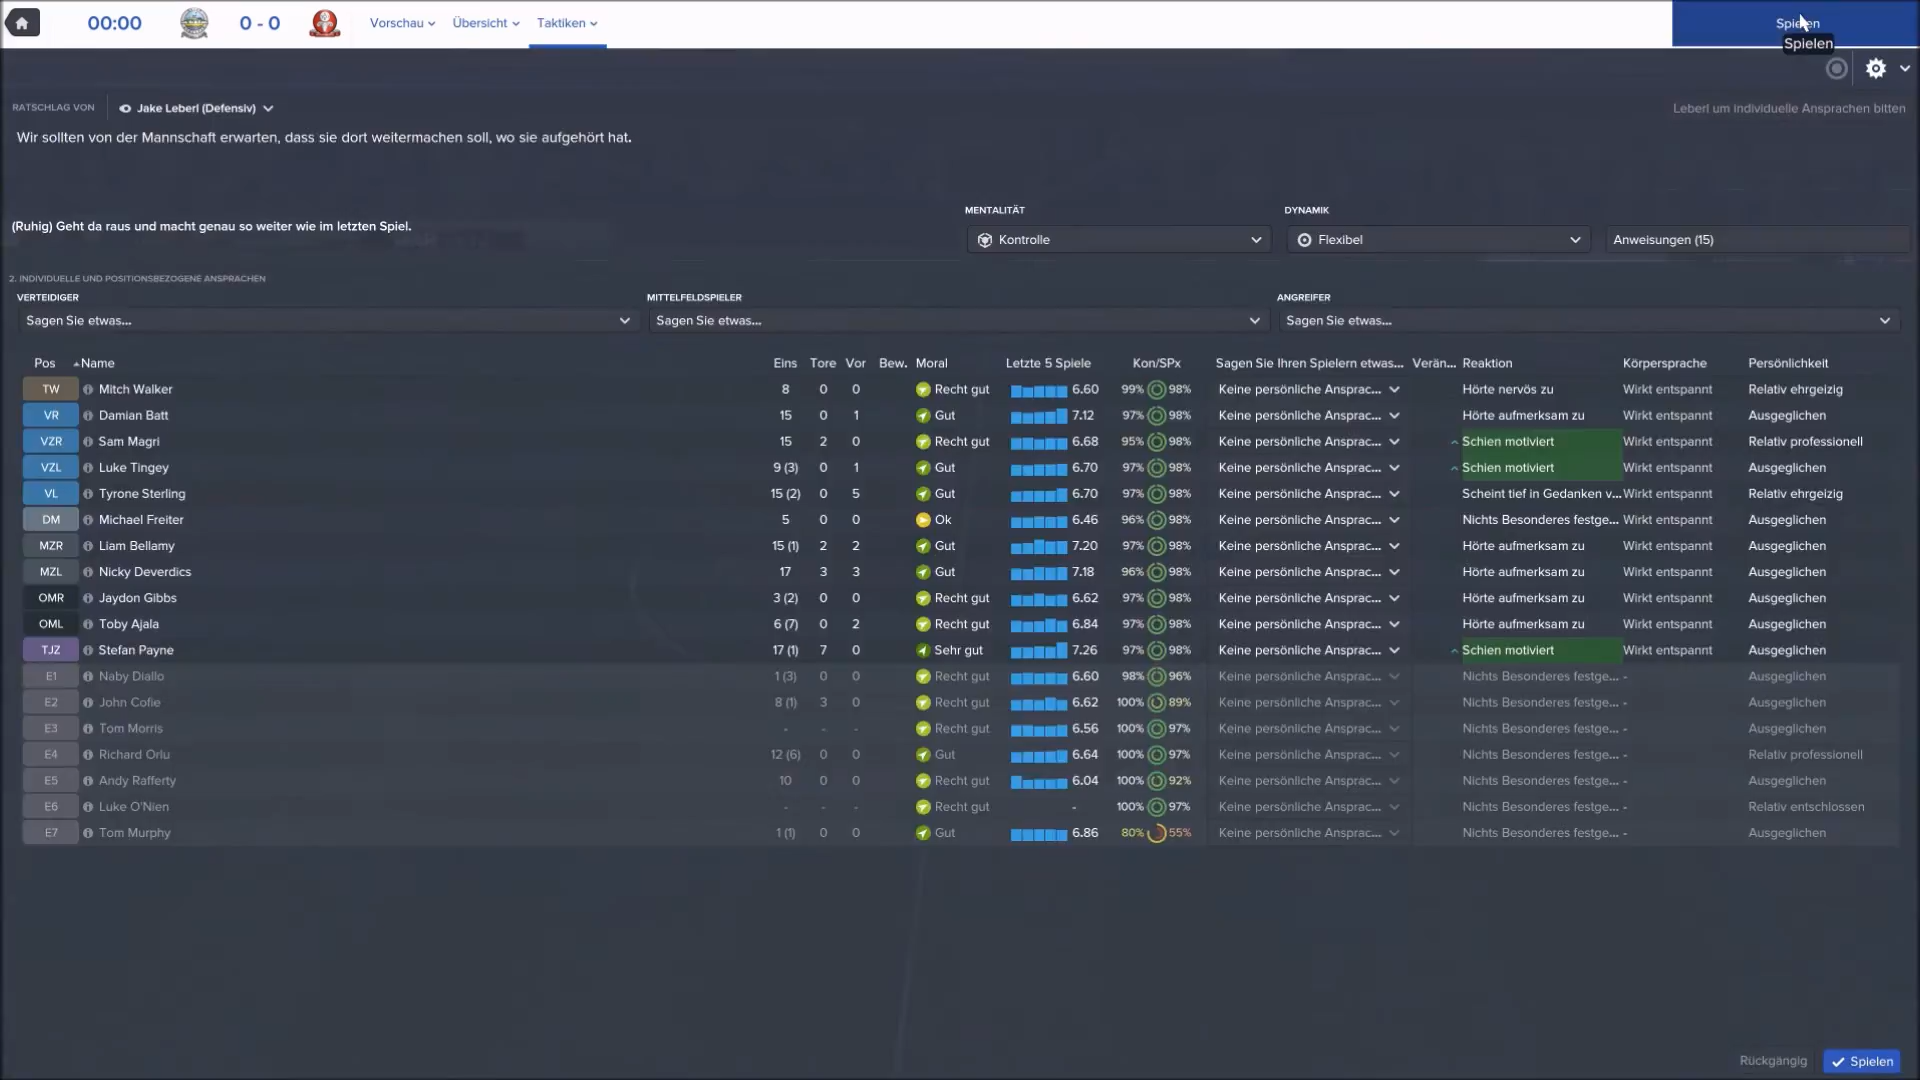 00:00 0 - 0 Vorschau Übersicht Taktiken Spielen
Spielen
RATSCHLAG VON Jake Leberl (Defensiv) Leberl um individuelle Ansprachen bitten
Wir sollten von der Mannschaft erwarten, dass sie dort weitermachen soll, wo sie aufgehört hat.
MENTALITÄT DYNAMIK
(Ruhig) Geht da raus und macht genau so weiter wie im letzten Spiel.
Kontrolle Flexibel Anweisungen (15)
2. INDIVIDUELLE UND POSITIONSBEZOGENE ANSPRACHEN
VERTEIDIGER MITTELFELDSPIELER ANGREIFER
Sagen Sie etwas... Sagen Sie etwas... Sagen Sie etwas...
Pos Name Eins Tore Vor Bew. Moral Letzte 5 Spiele Kon/SPx Sagen Sie Ihren Spielern etwas... Verän... Reaktion Körpersprache Persönlichkeit
TW Mitch Walker 8 0 0 Recht gut 6.60 99% 98% Keine persönliche Ansprac... Hörte nervös zu Wirkt entspannt Relativ ehrgeizig
VR Damian Batt 15 0 1 Gut 7.12 97% 98% Keine persönliche Ansprac... Hörte aufmerksam zu Wirkt entspannt Ausgeglichen
VZR Sam Magri 15 2 0 Recht gut 6.68 95% 98% Keine persönliche Ansprac... Schien motiviert Wirkt entspannt Relativ professionell
VZL Luke Tingey 9 (3) 0 1 Gut 6.70 97% 98% Keine persönliche Ansprac... Schien motiviert Wirkt entspannt Ausgeglichen
VL Tyrone Sterling 15 (2) 0 5 Gut 6.70 97% 98% Keine persönliche Ansprac... Scheint tief in Gedanken v... Wirkt entspannt Relativ ehrgeizig
DM Michael Freiter 5 0 0 Ok 6.46 96% 98% Keine persönliche Ansprac... Nichts Besonderes festge... Wirkt entspannt Ausgeglichen
MZR Liam Bellamy 15 (1) 2 2 Gut 7.20 97% 98% Keine persönliche Ansprac... Hörte aufmerksam zu Wirkt entspannt Ausgeglichen
MZL Nicky Deverdics 17 3 3 Gut 7.18 96% 98% Keine persönliche Ansprac... Hörte aufmerksam zu Wirkt entspannt Ausgeglichen
OMR Jaydon Gibbs 3 (2) 0 0 Recht gut 6.62 97% 98% Keine persönliche Ansprac... Hörte aufmerksam zu Wirkt entspannt Ausgeglichen
OML Toby Ajala 6 (7) 0 2 Recht gut 6.84 97% 98% Keine persönliche Ansprac... Hörte aufmerksam zu Wirkt entspannt Ausgeglichen
TJZ Stefan Payne 17 (1) 7 0 Sehr gut 7.26 97% 98% Keine persönliche Ansprac... Schien motiviert Wirkt entspannt Ausgeglichen
E1 Naby Diallo 1 (3) 0 0 Recht gut 6.60 98% 96% Keine persönliche Ansprac... Nichts Besonderes festge... - Ausgeglichen
E2 John Cofie 8 (1) 3 0 Recht gut 6.62 100% 89% Keine persönliche Ansprac... Nichts Besonderes festge... - Ausgeglichen
E3 Tom Morris - - - Recht gut 6.56 100% 97% Keine persönliche Ansprac... Nichts Besonderes festge... - Ausgeglichen
E4 Richard Orlu 12 (6) 0 0 Gut 6.64 100% 97% Keine persönliche Ansprac... Nichts Besonderes festge... - Relativ professionell
E5 Andy Rafferty 10 0 0 Recht gut 6.04 100% 92% Keine persönliche Ansprac... Nichts Besonderes festge... - Ausgeglichen
E6 Luke O'Nien - - - Recht gut - 100% 97% Keine persönliche Ansprac... Nichts Besonderes festge... - Relativ entschlossen
E7 Tom Murphy 1 (1) 0 0 Gut 6.86 80% 55% Keine persönliche Ansprac... Nichts Besonderes festge... - Ausgeglichen
Rückgängig Spielen